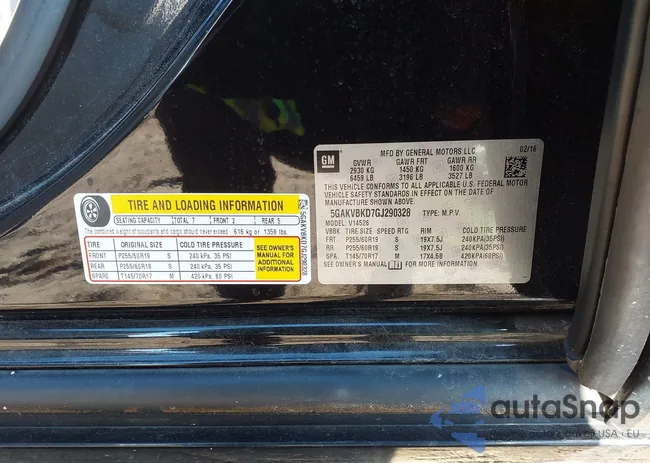 TIRE AND LOADING INFORMATION
SEATING CAPACITY TOTAL 7 FRONT 2 REAR 5
The combined weight of occupants and cargo should never exceed 616 kg or 1359 lbs.
TIRE ORIGINAL SIZE COLD TIRE PRESSURE
FRONT P255/60R19 S 240 kPa, 35 PSI
REAR P255/60R19 S 240 kPa, 35 PSI
SPARE T145/70R17 M 420 kPa, 60 PSI
SEE OWNER'S
MANUAL FOR
ADDITIONAL
INFORMATION
5GAKVBKD7GJ290328
GM
MFD BY GENERAL MOTORS LLC
02/16
GVWR GAWR FRT GAWR RR
2930 KG 1450 KG 1600 KG
6459 LB 3196 LB 3527 LB
THIS VEHICLE CONFORMS TO ALL APPLICABLE U.S. FEDERAL MOTOR
VEHICLE SAFETY STANDARDS IN EFFECT ON THE DATE OF
MANUFACTURE SHOWN ABOVE.
5GAKVBKD7GJ290328 TYPE: M.P.V.
MODEL: V14526
VBBK TIRE SIZE SPEED RTG RIM COLD TIRE PRESSURE
FRT P255/60R19 S 19X7.5J 240KPA(35PSI)
RR P255/60R19 S 19X7.5J 240KPA(35PSI)
SPA T145/70R17 M 17X4.5B 420KPA(60PSI)
SEE OWNER'S MANUAL FOR MORE INFORMATION.
autaSnap
USA - EU